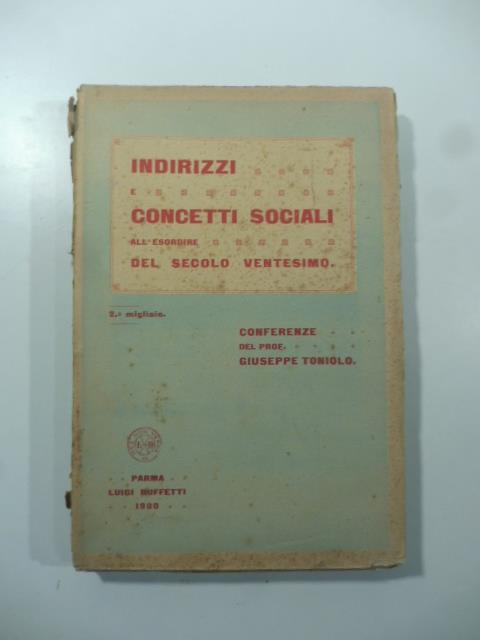 INDIRIZZI
E
CONCETTI SOCIALI
ALL'ESORDIRE
DEL SECOLO VENTESIMO.
2.º migliaio.
CONFERENZE
DEL PROF.
GIUSEPPE TONIOLO.
PARMA
LUIGI BUFFETTI
1900